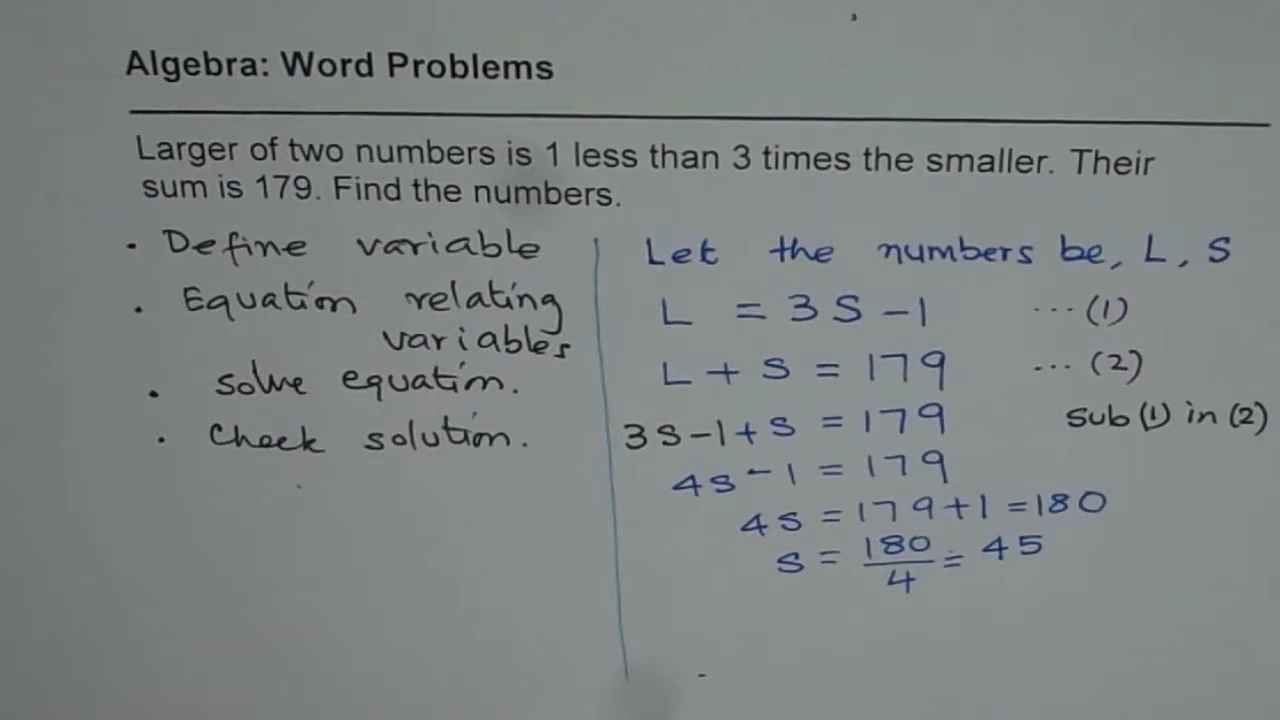 Algebra: Word Problems
Larger of two numbers is 1 less than 3 times the smaller. Their
sum is 179. Find the numbers.
· Define variable
· Equation relating
variables
· Solve equation.
· Check solution.
Let the numbers be, L, S
L = 3S - 1 ... (1)
L + S = 179 ... (2)
3S - 1 + S = 179 Sub (1) in (2)
4S - 1 = 179
4S = 179 + 1 = 180
S = 180/4 = 45